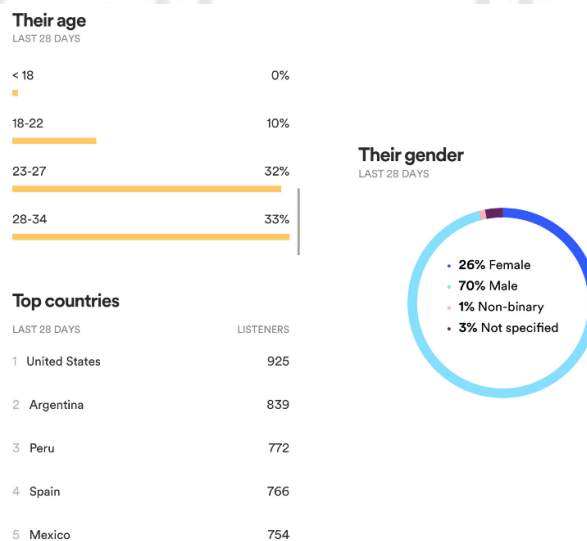 Their age
LAST 28 DAYS
< 18 0%
18-22 10%
23-27 32%
28-34 33%
Their gender
LAST 28 DAYS
26% Female
70% Male
1% Non-binary
3% Not specified
Top countries
LAST 28 DAYS LISTENERS
1 United States 925
2 Argentina 839
3 Peru 772
4 Spain 766
5 Mexico 754